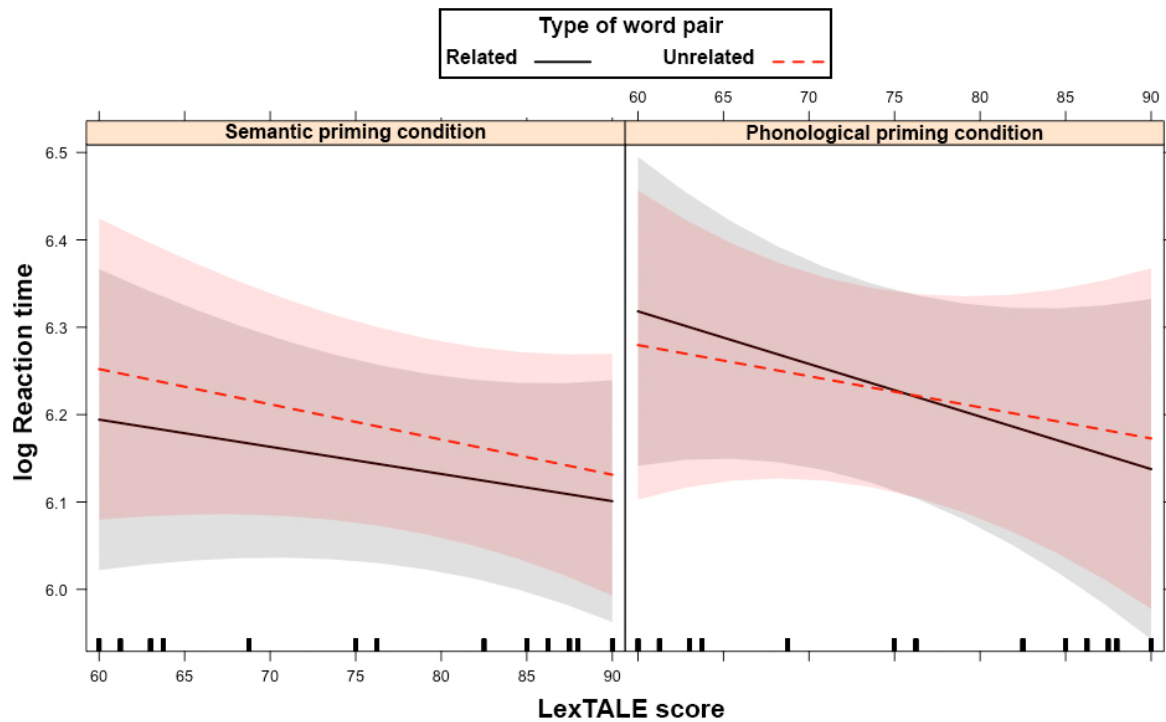 Type of word pair
Related Unrelated
60 65 70 75 80 85 90
Semantic priming condition Phonological priming condition
6.5
6.4
6.3
6.2
6.1
6.0
log Reaction time
60 65 70 75 80 85 90
LexTALE score